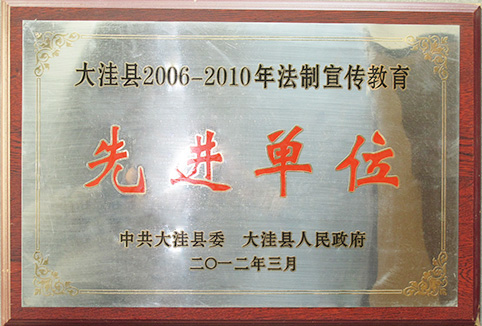 大洼县2006-2010年法制宣传教育
先进单位
中共大洼县委 大洼县人民政府
二〇一二年三月